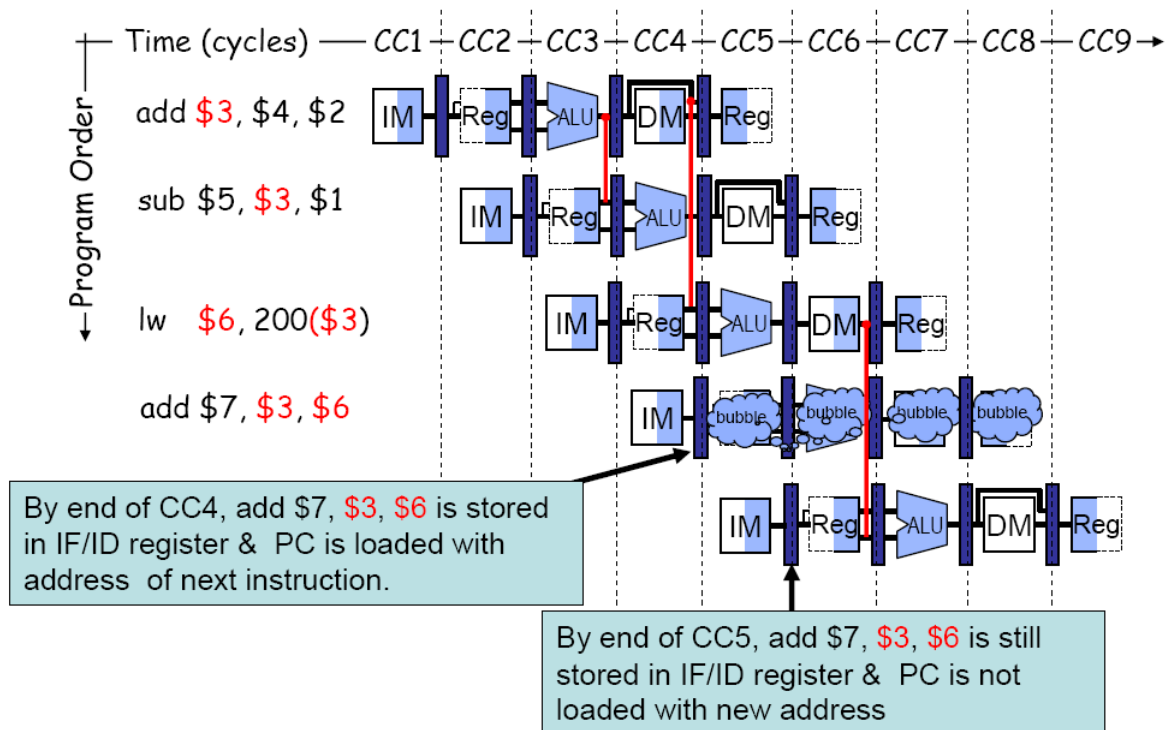 Time (cycles) CC1 CC2 CC3 CC4 CC5 CC6 CC7 CC8 CC9
Program Order
add $3, $4, $2 IM Reg ALU DM Reg
sub $5, $3, $1 IM Reg ALU DM Reg
lw $6, 200($3) IM Reg ALU DM Reg
add $7, $3, $6 IM bubble bubble bubble bubble
IM Reg ALU DM Reg
By end of CC4, add $7, $3, $6 is stored
in IF/ID register & PC is loaded with
address of next instruction.
By end of CC5, add $7, $3, $6 is still
stored in IF/ID register & PC is not
loaded with new address